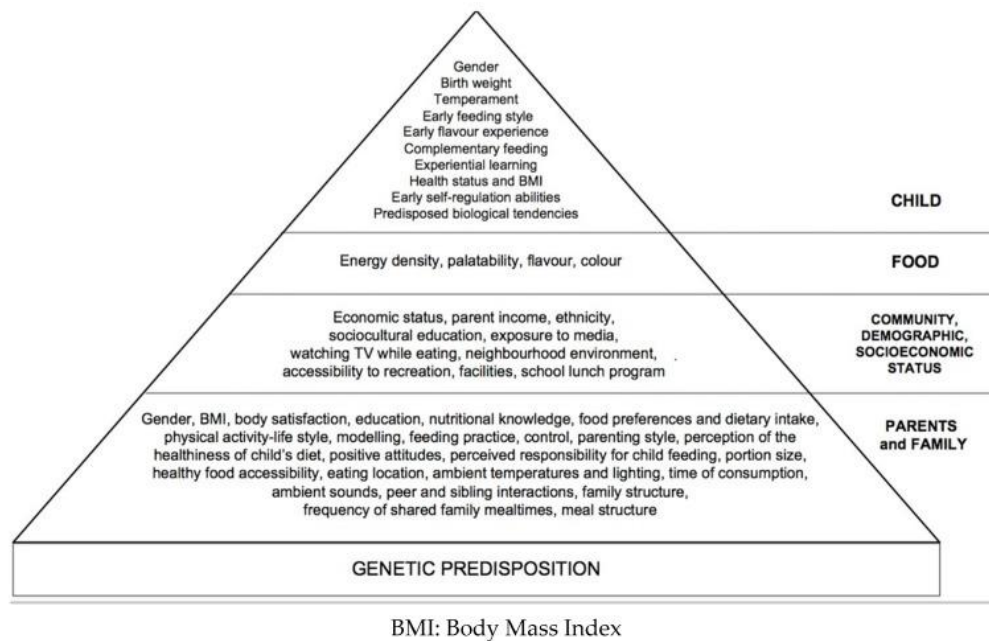 Gender
Birth weight
Temperament
Early feeding style
Early flavour experience
Complementary feeding
Experiential learning
Health status and BMI
Early self-regulation abilities
Predisposed biological tendencies
CHILD
Energy density, palatability, flavour, colour
FOOD
Economic status, parent income, ethnicity,
sociocultural education, exposure to media,
watching TV while eating, neighbourhood environment,
accessibility to recreation, facilities, school lunch program
COMMUNITY,
DEMOGRAPHIC,
SOCIOECONOMIC
STATUS
Gender, BMI, body satisfaction, education, nutritional knowledge, food preferences and dietary intake,
physical activity-life style, modelling, feeding practice, control, parenting style, perception of the
healthiness of child's diet, positive attitudes, perceived responsibility for child feeding, portion size,
healthy food accessibility, eating location, ambient temperatures and lighting, time of consumption,
ambient sounds, peer and sibling interactions, family structure,
frequency of shared family mealtimes, meal structure
PARENTS
and FAMILY
GENETIC PREDISPOSITION
BMI: Body Mass Index